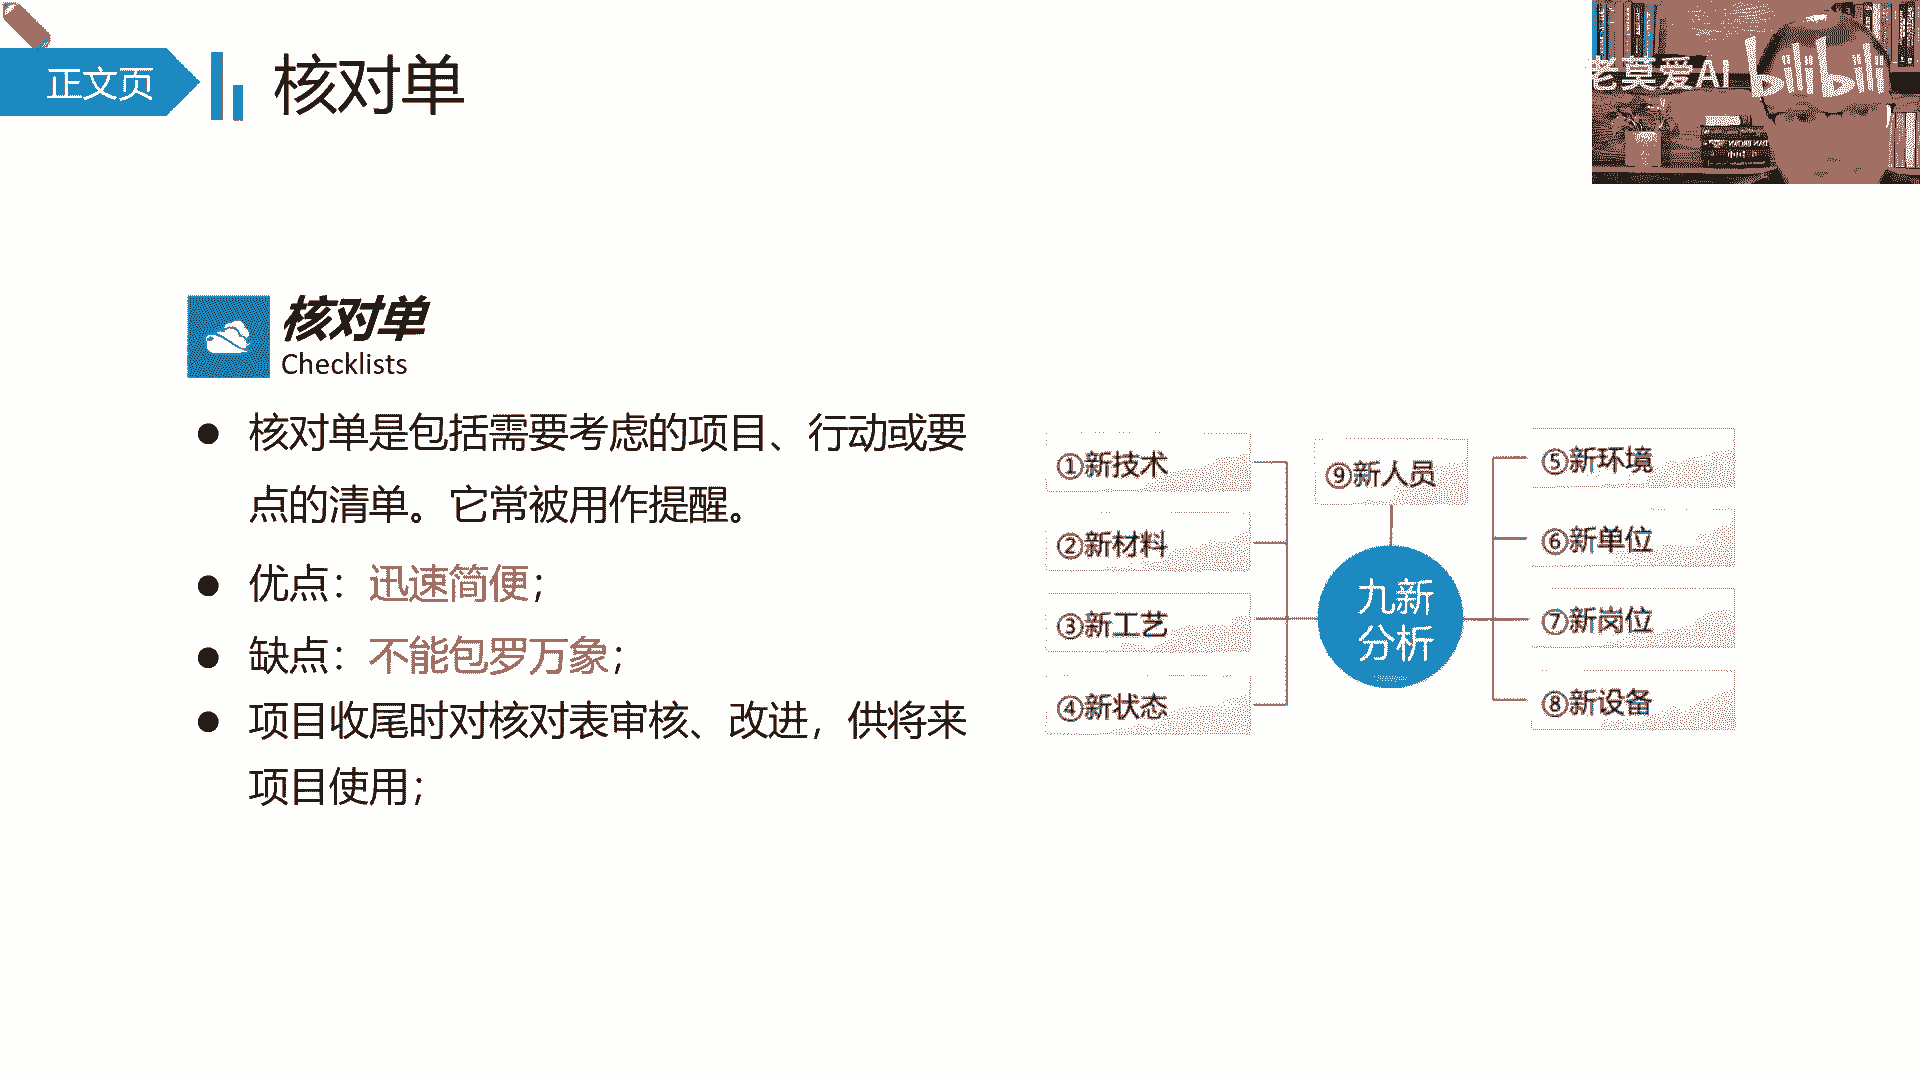 正文页
核对单
老莫爱AI
bilibili
核对单
Checklists
核对单是包括需要考虑的项目、行动或要
点的清单。它常被用作提醒。
优点：迅速简便；
缺点：不能包罗万象；
项目收尾时对核对表审核、改进，供将来
项目使用；
①新技术
②新材料
③新工艺
④新状态
⑨新人员
九新
分析
⑤新环境
⑥新单位
⑦新岗位
⑧新设备